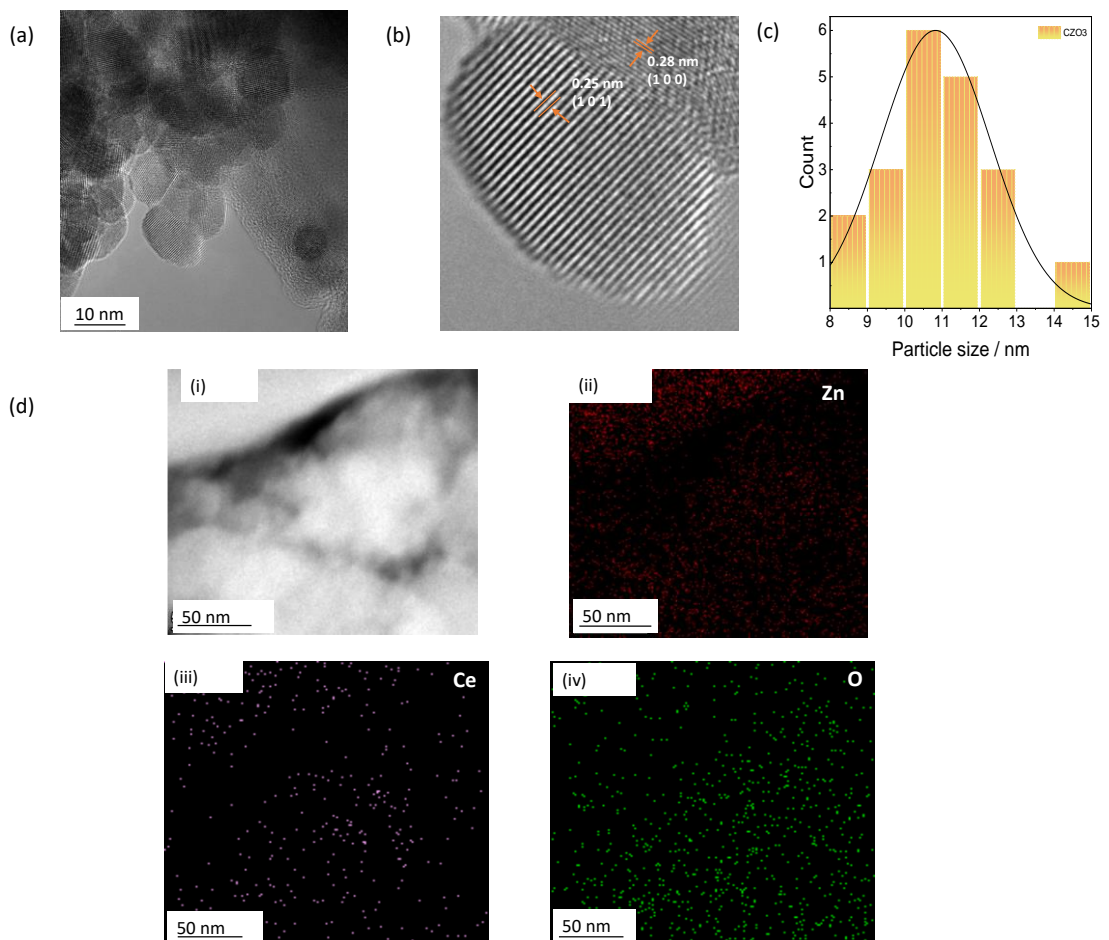 (a)
10 nm
(b)
0.25 nm
(1 0 1)
0.28 nm
(1 0 0)
(c)
CZO3
6
5
4
3
2
1
Count
8 9 10 11 12 13 14 15
Particle size / nm
(d)
(i)
50 nm
(ii)
Zn
50 nm
(iii)
Ce
50 nm
(iv)
O
50 nm